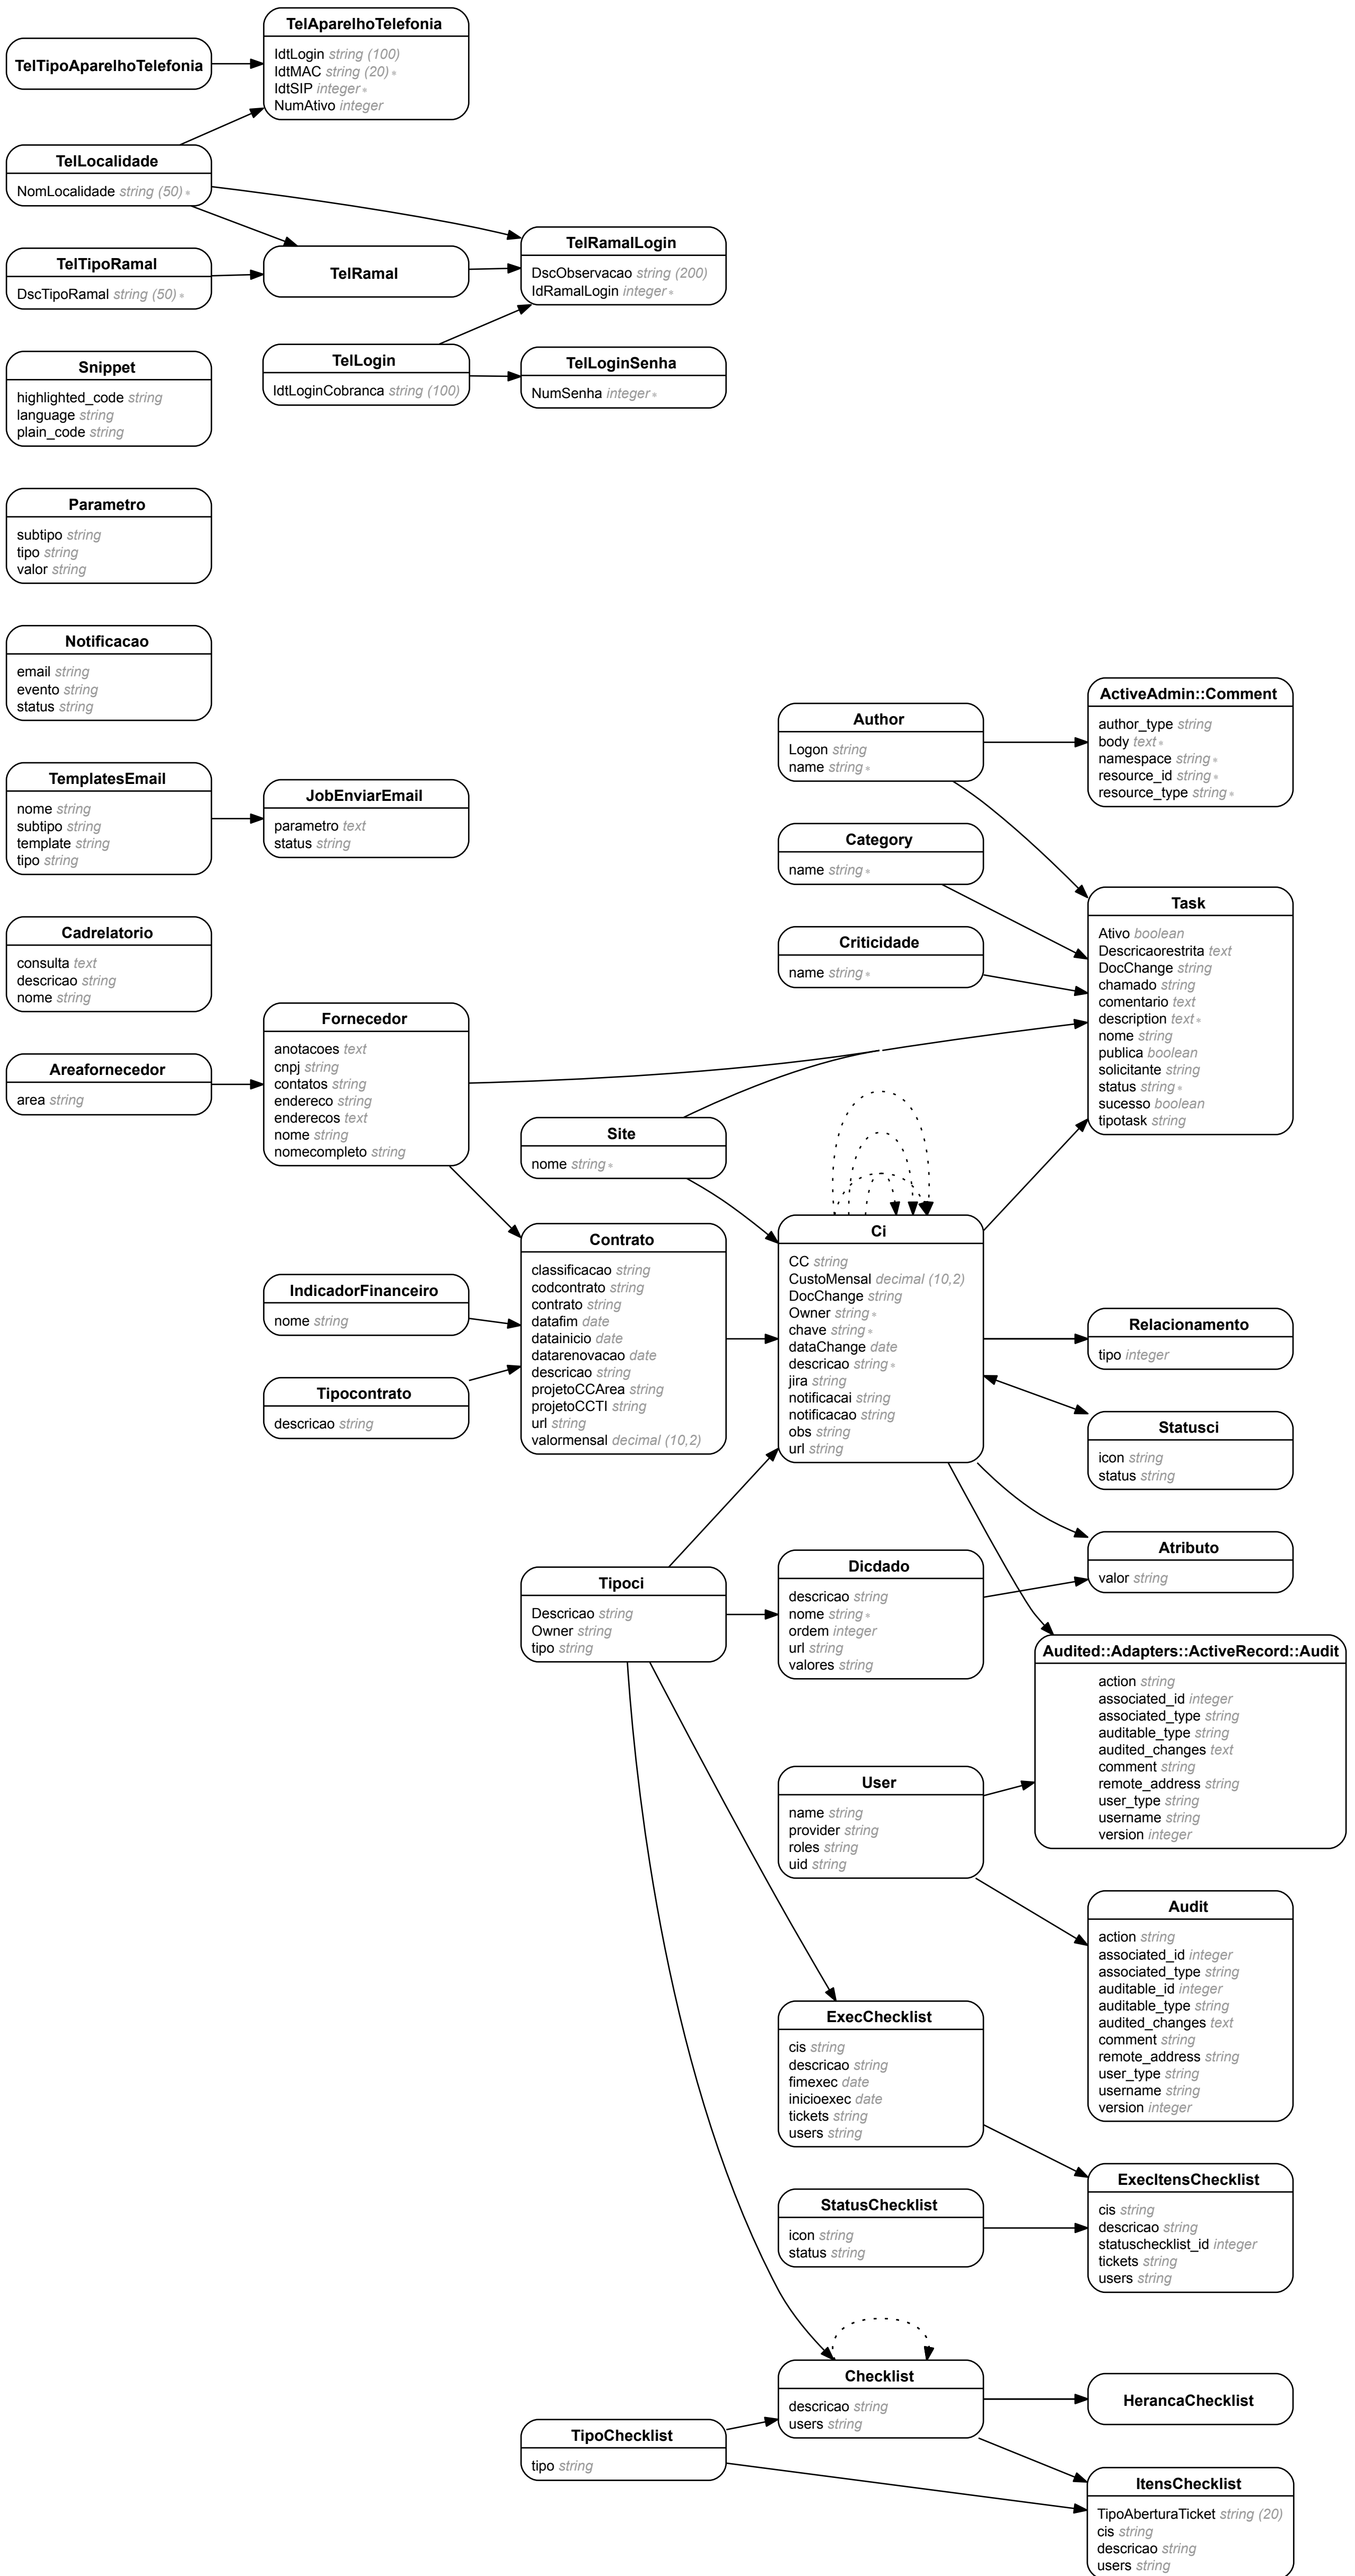 TelTipoAparelhoTelefonia
TelAparelhoTelefonia
IdtLogin string (100)
IdtMAC string (20) *
IdtSIP integer *
NumAtivo integer
TelLocalidade
NomLocalidade string (50) *
TelTipoRamal
DscTipoRamal string (50) *
TelRamal
TelRamalLogin
DscObservacao string (200)
IdRamalLogin integer *
TelLogin
IdtLoginCobranca string (100)
TelLoginSenha
NumSenha integer *
Snippet
highlighted_code string
language string
plain_code string
Parametro
subtipo string
tipo string
valor string
Notificacao
email string
evento string
status string
TemplatesEmail
nome string
subtipo string
template string
tipo string
JobEnviarEmail
parametro text
status string
Cadrelatorio
consulta text
descricao string
nome string
Areafornecedor
area string
Fornecedor
anotacoes text
cnpj string
contatos string
endereco string
enderecos text
nome string
nomecompleto string
Author
Logon string
name string *
ActiveAdmin::Comment
author_type string
body text *
namespace string *
resource_id string *
resource_type string *
Category
name string *
Criticidade
name string *
Task
Ativo boolean
Descricaorestrita text
DocChange string
chamado string
comentario text
description text *
nome string
publica boolean
solicitante string
status string *
sucesso boolean
tipotask string
Site
nome string *
IndicadorFinanceiro
nome string
Tipocontrato
descricao string
Contrato
classificacao string
codcontrato string
contrato string
datafim date
datainicio date
datarenovacao date
descricao string
projetoCCArea string
projetoCCTI string
url string
valormensal decimal (10,2)
Ci
CC string
CustoMensal decimal (10,2)
DocChange string
Owner string *
chave string *
dataChange date
descricao string *
jira string
notificacai string
notificacao string
obs string
url string
Relacionamento
tipo integer
Statusci
icon string
status string
Atributo
valor string
Tipoci
Descricao string
Owner string
tipo string
Dicdado
descricao string
nome string *
ordem integer
url string
valores string
Audited::Adapters::ActiveRecord::Audit
action string
associated_id integer
associated_type string
auditable_type string
audited_changes text
comment string
remote_address string
user_type string
username string
version integer
User
name string
provider string
roles string
uid string
Audit
action string
associated_id integer
associated_type string
auditable_id integer
auditable_type string
audited_changes text
comment string
remote_address string
user_type string
username string
version integer
ExecChecklist
cis string
descricao string
fimexec date
inicioexec date
tickets string
users string
StatusChecklist
icon string
status string
ExecItensChecklist
cis string
descricao string
statuschecklist_id integer
tickets string
users string
Checklist
descricao string
users string
HerancaChecklist
TipoChecklist
tipo string
ItensChecklist
TipoAberturaTicket string (20)
cis string
descricao string
users string